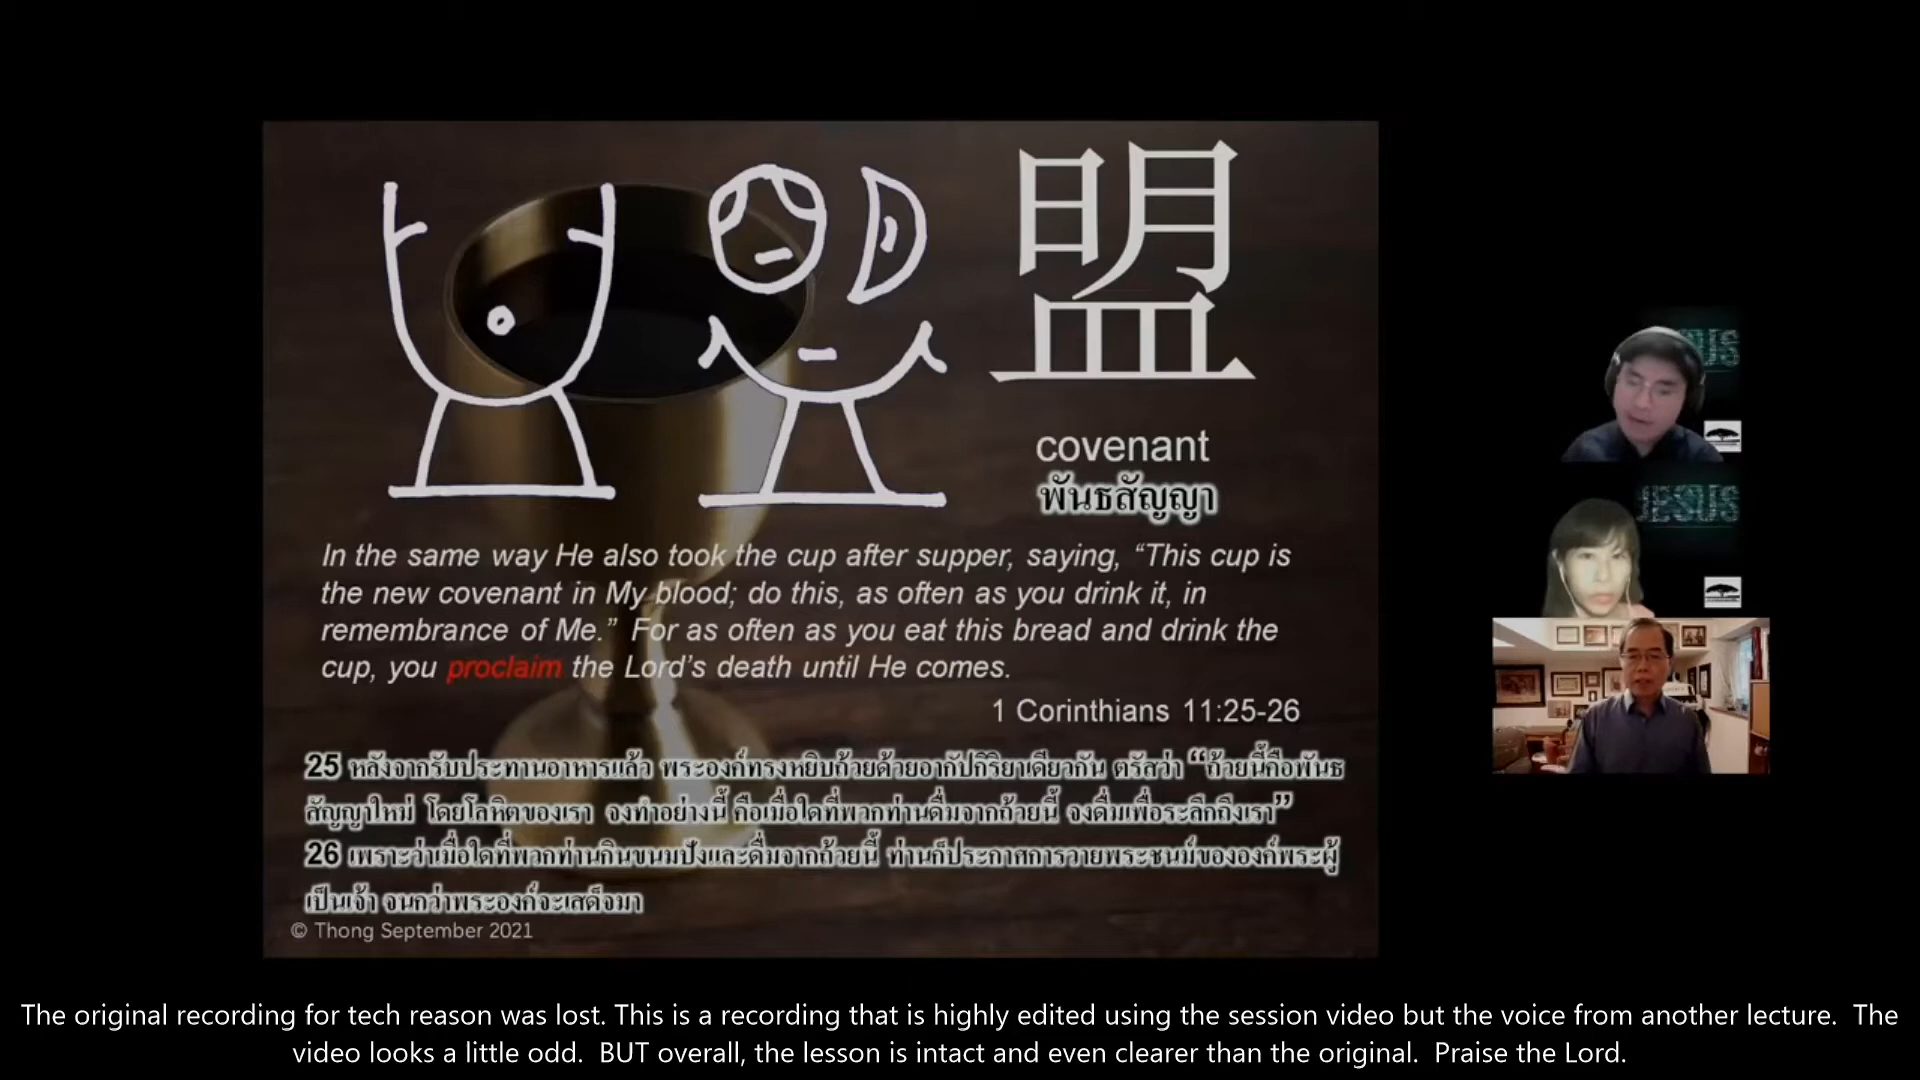 盟
covenant
พันธสัญญา
In the same way He also took the cup after supper, saying, “This cup is
the new covenant in My blood; do this, as often as you drink it, in
remembrance of Me.” For as often as you eat this bread and drink the
cup, you proclaim the Lord’s death until He comes.
1 Corinthians 11:25-26
25 หลังจากรับประทานอาหารแล้ว พระองค์ทรงหยิบถ้วยด้วยอากัปกิริยาเดียวกัน ตรัสว่า “ถ้วยนี้คือพันธ
สัญญาใหม่ โดยโลหิตของเรา จงทำอย่างนี้ คือเมื่อใดที่พวกท่านดื่มจากถ้วยนี้ จงดื่มเพื่อระลึกถึงเรา”
26 เพราะว่าเมื่อใดที่พวกท่านกินขนมปังและดื่มจากถ้วยนี้ ท่านก็ประกาศการวายพระชนม์ขององค์พระผู้
เป็นเจ้า จนกว่าพระองค์จะเสด็จมา
© Thong September 2021
JESUS
The original recording for tech reason was lost. This is a recording that is highly edited using the session video but the voice from another lecture. The
video looks a little odd. BUT overall, the lesson is intact and even clearer than the original. Praise the Lord.